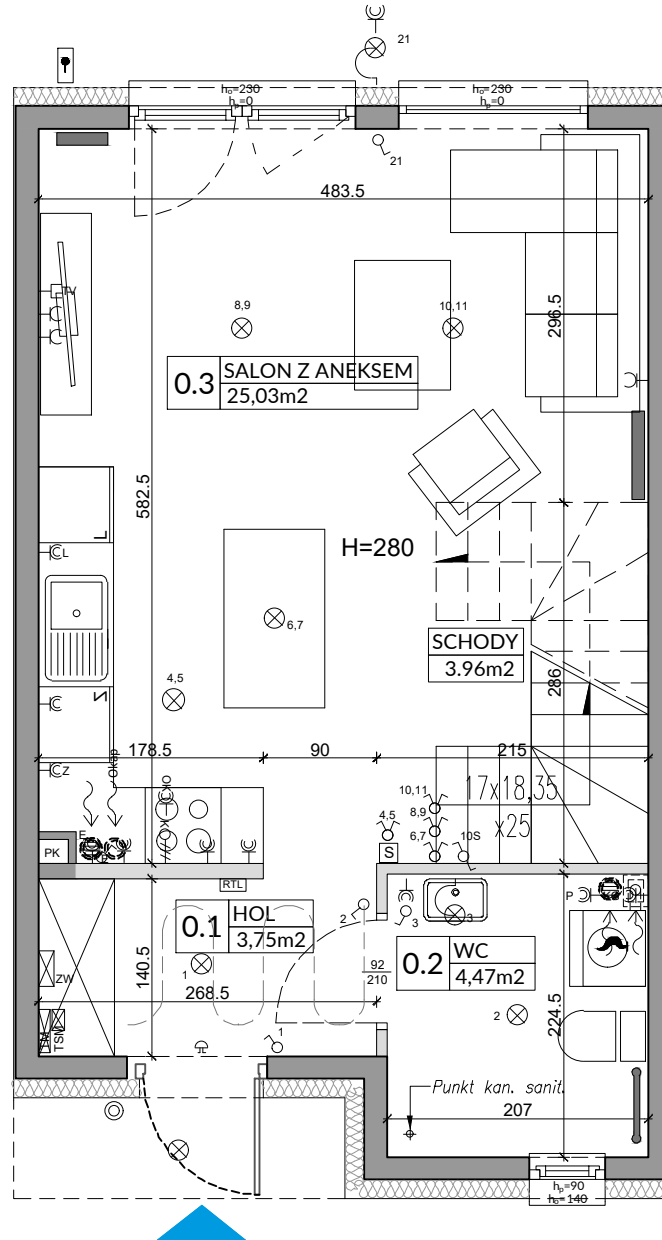 21
hₒ=230
hₚ=0
hₒ=230
hₚ=0
21
483.5
TV
8,9
10,11
296.5
0.3
SALON Z ANEKSEM
25,03m2
582.5
L
H=280
L
6,7
SCHODY
3.96m2
4,5
286
Z
178.5
90
215
Okap
17x18,35
x25
10,11
8,9
4,5
6,7
10S
S
E
PK
RTL
0.1
HOL
3,75m2
2
3
3
P
92
210
0.2
WC
4,47m2
1
ZW
140.5
268.5
2
224.5
TM
TSM
1
Punkt kan. sanit.
207
hₚ=90
hₒ=140